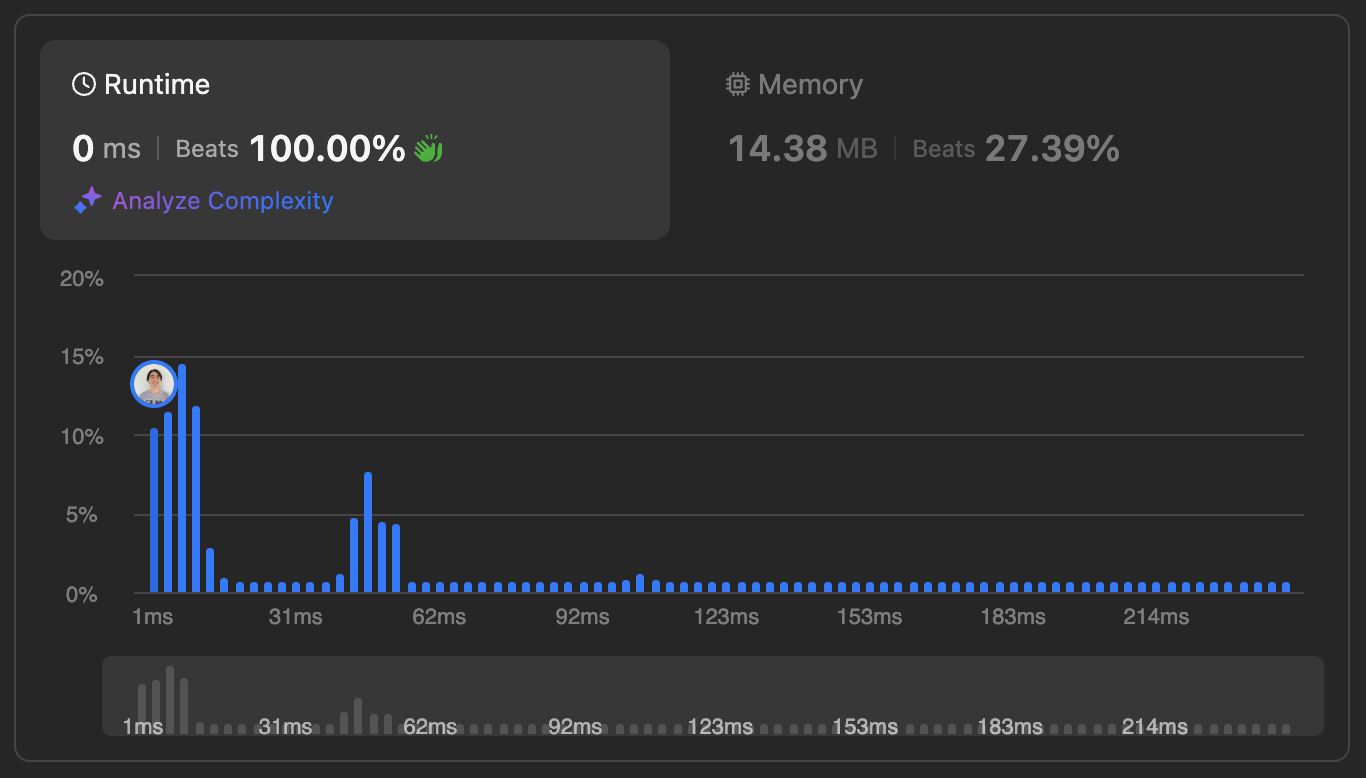 Runtime
0 ms | Beats 100.00%
Analyze Complexity
Memory
14.38 MB | Beats 27.39%
20%
15%
10%
5%
0%
1ms 31ms 62ms 92ms 123ms 153ms 183ms 214ms
1ms 31ms 62ms 92ms 123ms 153ms 183ms 214ms